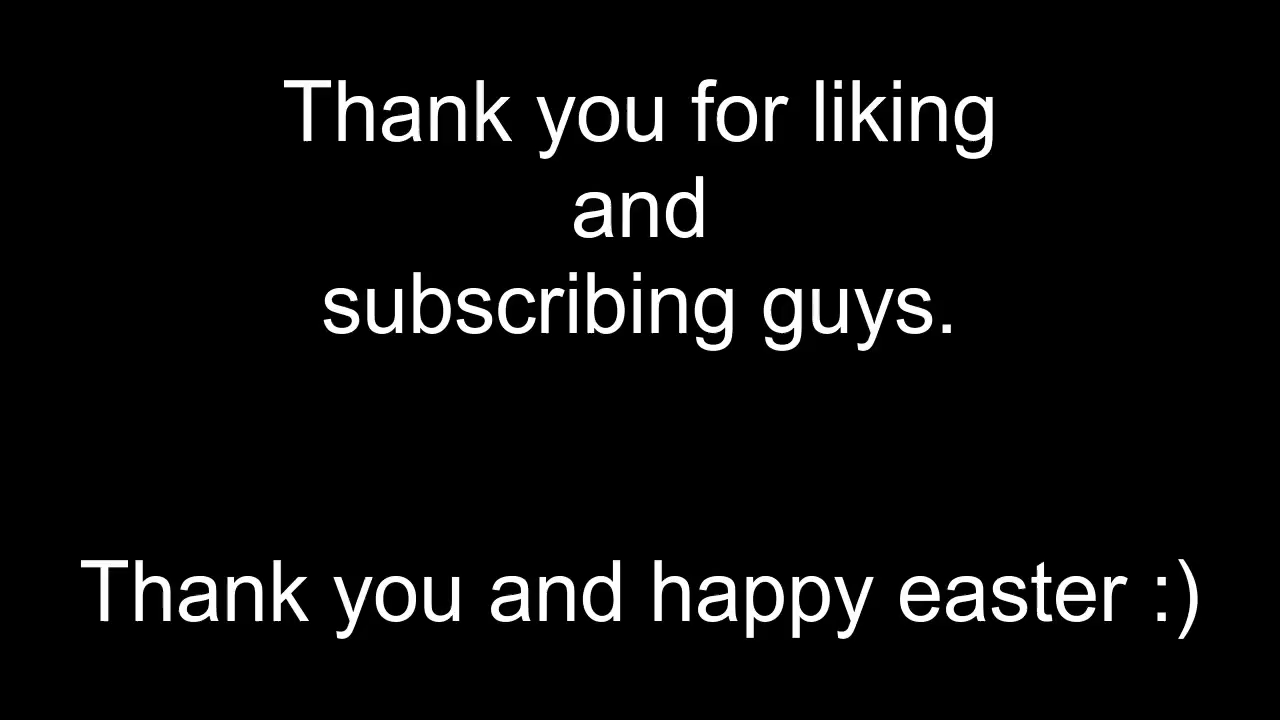 Thank you for liking
and
subscribing guys.
Thank you and happy easter :)